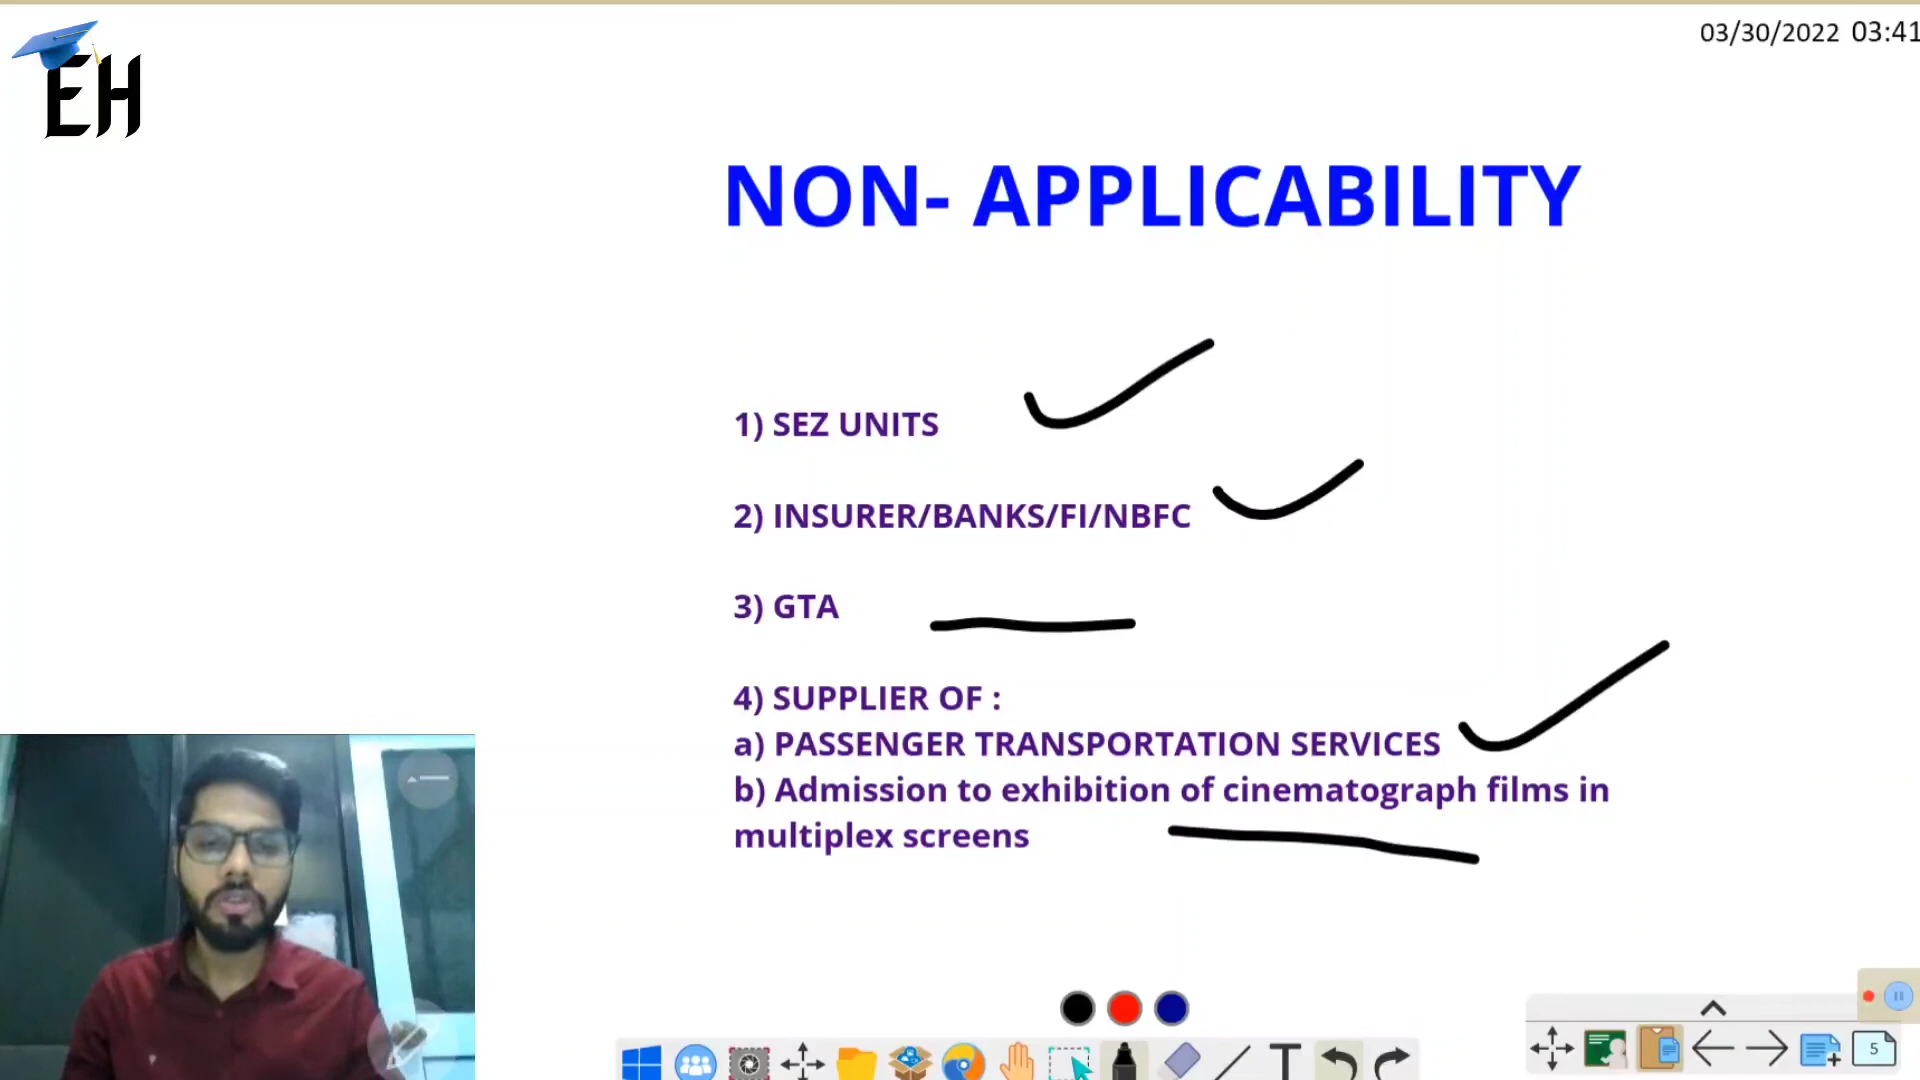 EH
03/30/2022 03:41
NON- APPLICABILITY
1) SEZ UNITS
2) INSURER/BANKS/FI/NBFC
3) GTA
4) SUPPLIER OF :
a) PASSENGER TRANSPORTATION SERVICES
b) Admission to exhibition of cinematograph films in
multiplex screens
5